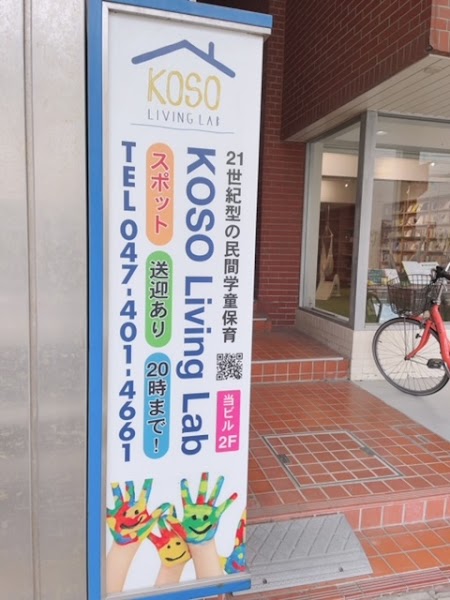 KOSO
LIVING LAB
21世紀型の民間学童保育
当ビル
2F
KOSO Living Lab
スポット
送迎あり
20時まで!
TEL 047-401-4661